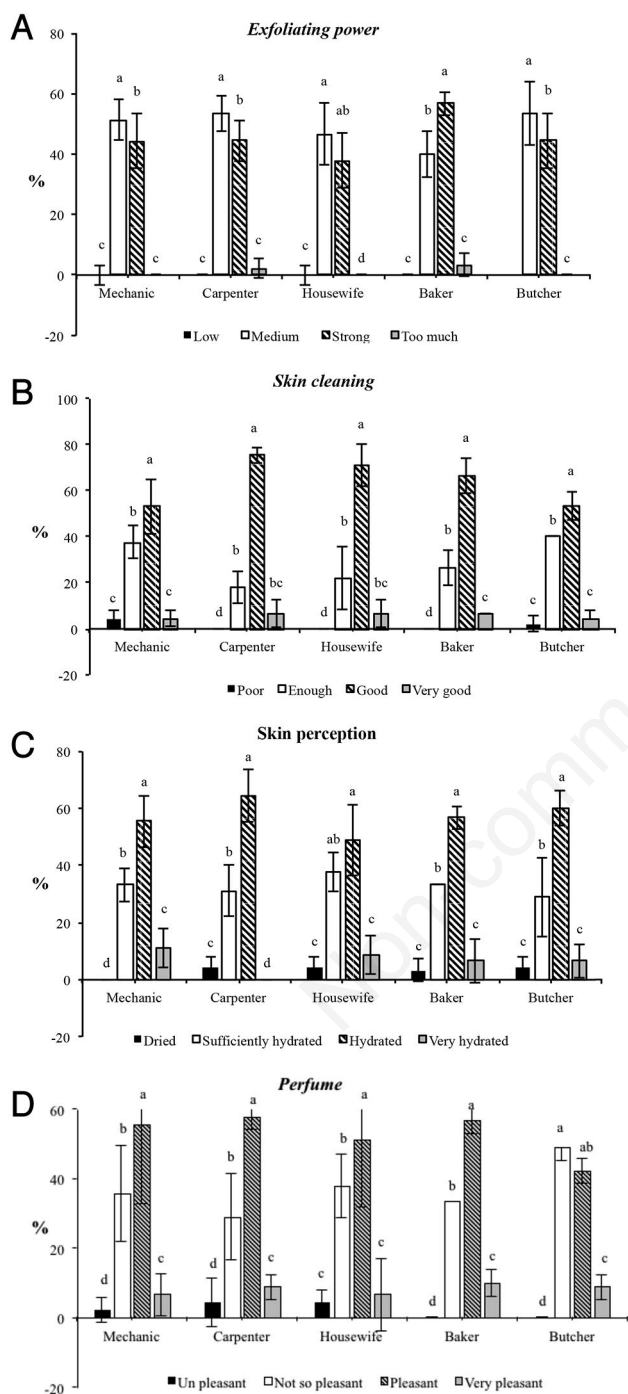 A
Exfoliating power
80
60
40
20
0
-20
%
c a b c
c a b c
c a ab d
c b a c
a b c
Mechanic Carpenter Housewife Baker Butcher
Low Medium Strong Too much
B
Skin cleaning
100
80
60
40
20
0
-20
%
c b a c
d b a bc
d b a bc
d b a c
c b a c
Mechanic Carpenter Housewife Baker Butcher
Poor Enough Good Very good
C
Skin perception
80
60
40
20
0
-20
%
d b a c
c b a d
c ab a c
c b a c
c b a c
Mechanic Carpenter Housewife Baker Butcher
Dried Sufficiently hydrated Hydrated Very hydrated
D
Perfume
60
40
20
0
-20
%
d b a c
d b a c
c b a c
d b a c
d a ab c
Mechanic Carpenter Housewife Baker Butcher
Un pleasant Not so pleasant Pleasant Very pleasant
Non comm